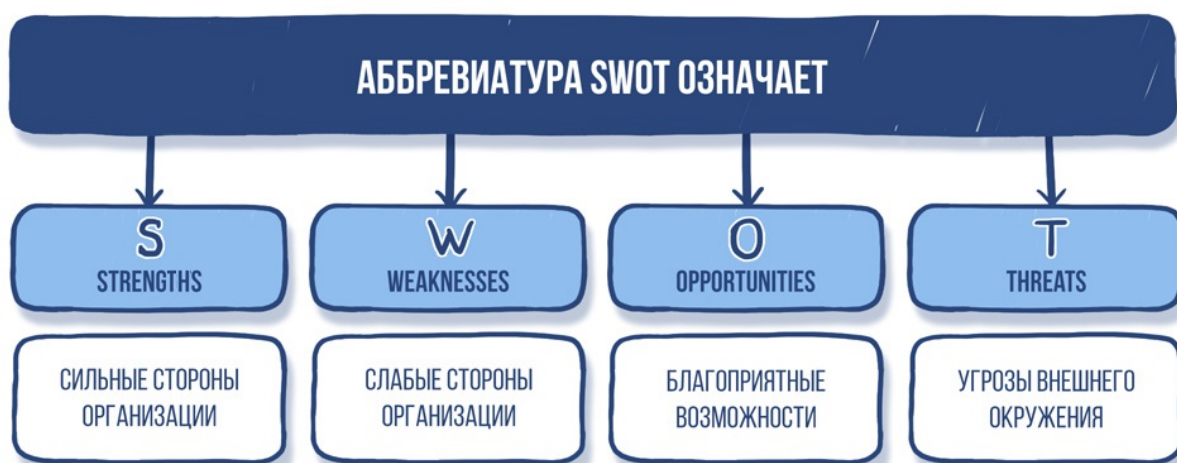 АББРЕВИАТУРА SWOT ОЗНАЧАЕТ
S
STRENGTHS
СИЛЬНЫЕ СТОРОНЫ
ОРГАНИЗАЦИИ
W
WEAKNESSES
СЛАБЫЕ СТОРОНЫ
ОРГАНИЗАЦИИ
O
OPPORTUNITIES
БЛАГОПРИЯТНЫЕ
ВОЗМОЖНОСТИ
T
THREATS
УГРОЗЫ ВНЕШНЕГО
ОКРУЖЕНИЯ